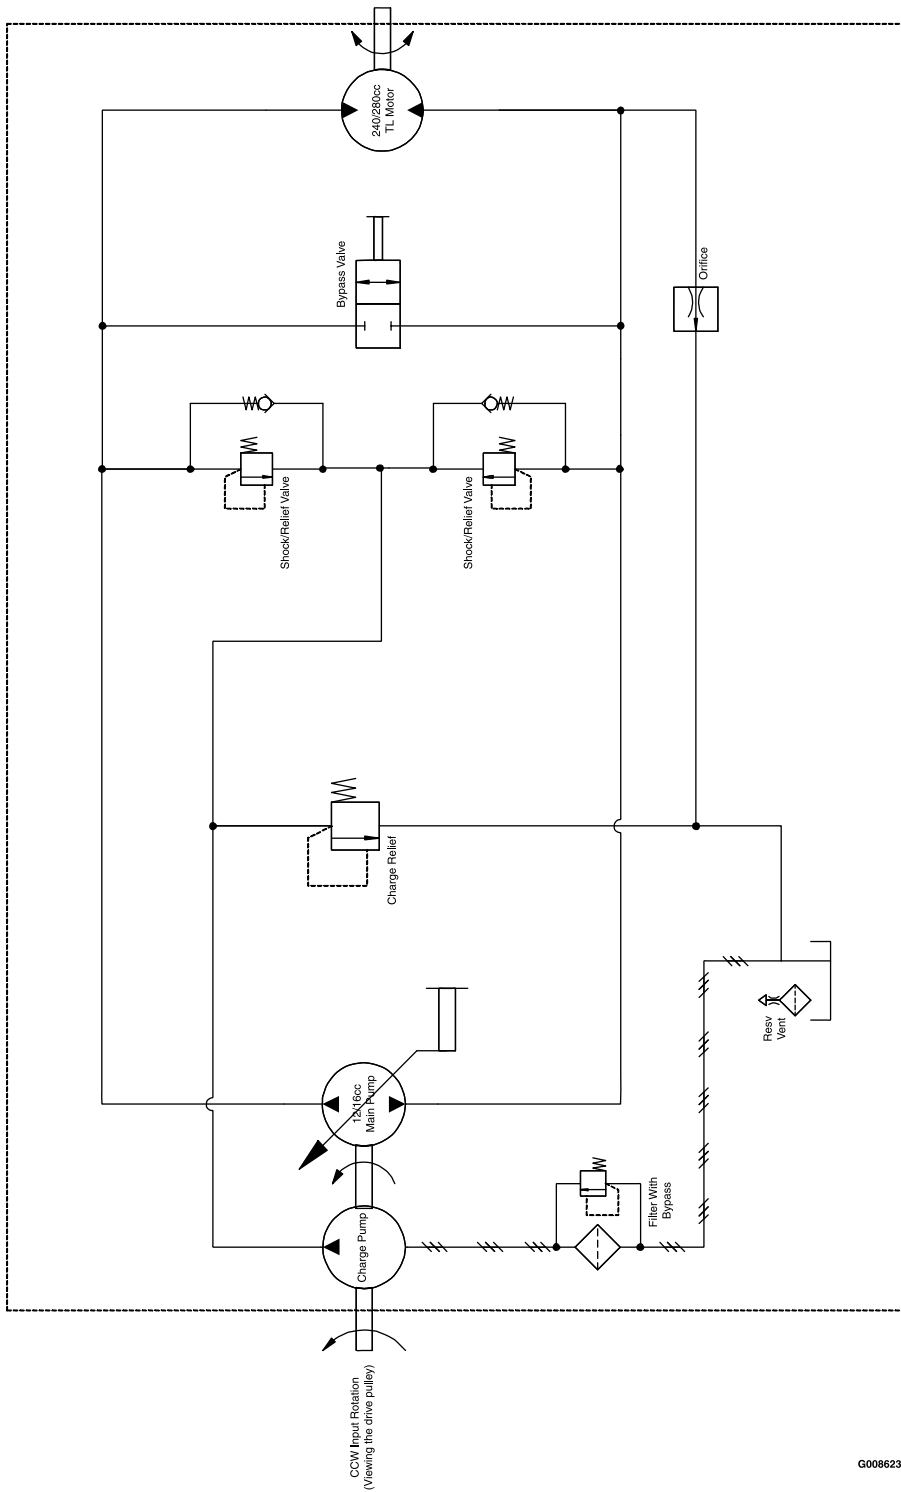 240/280cc
TL Motor
Bypass Valve
Orifice
Shock/Relief Valve
Shock/Relief Valve
Charge Relief
Resv
Vent
12/16cc
Main Pump
Filter With
Bypass
Charge Pump
CCW Input Rotation
(Viewing the drive pulley)
G008623